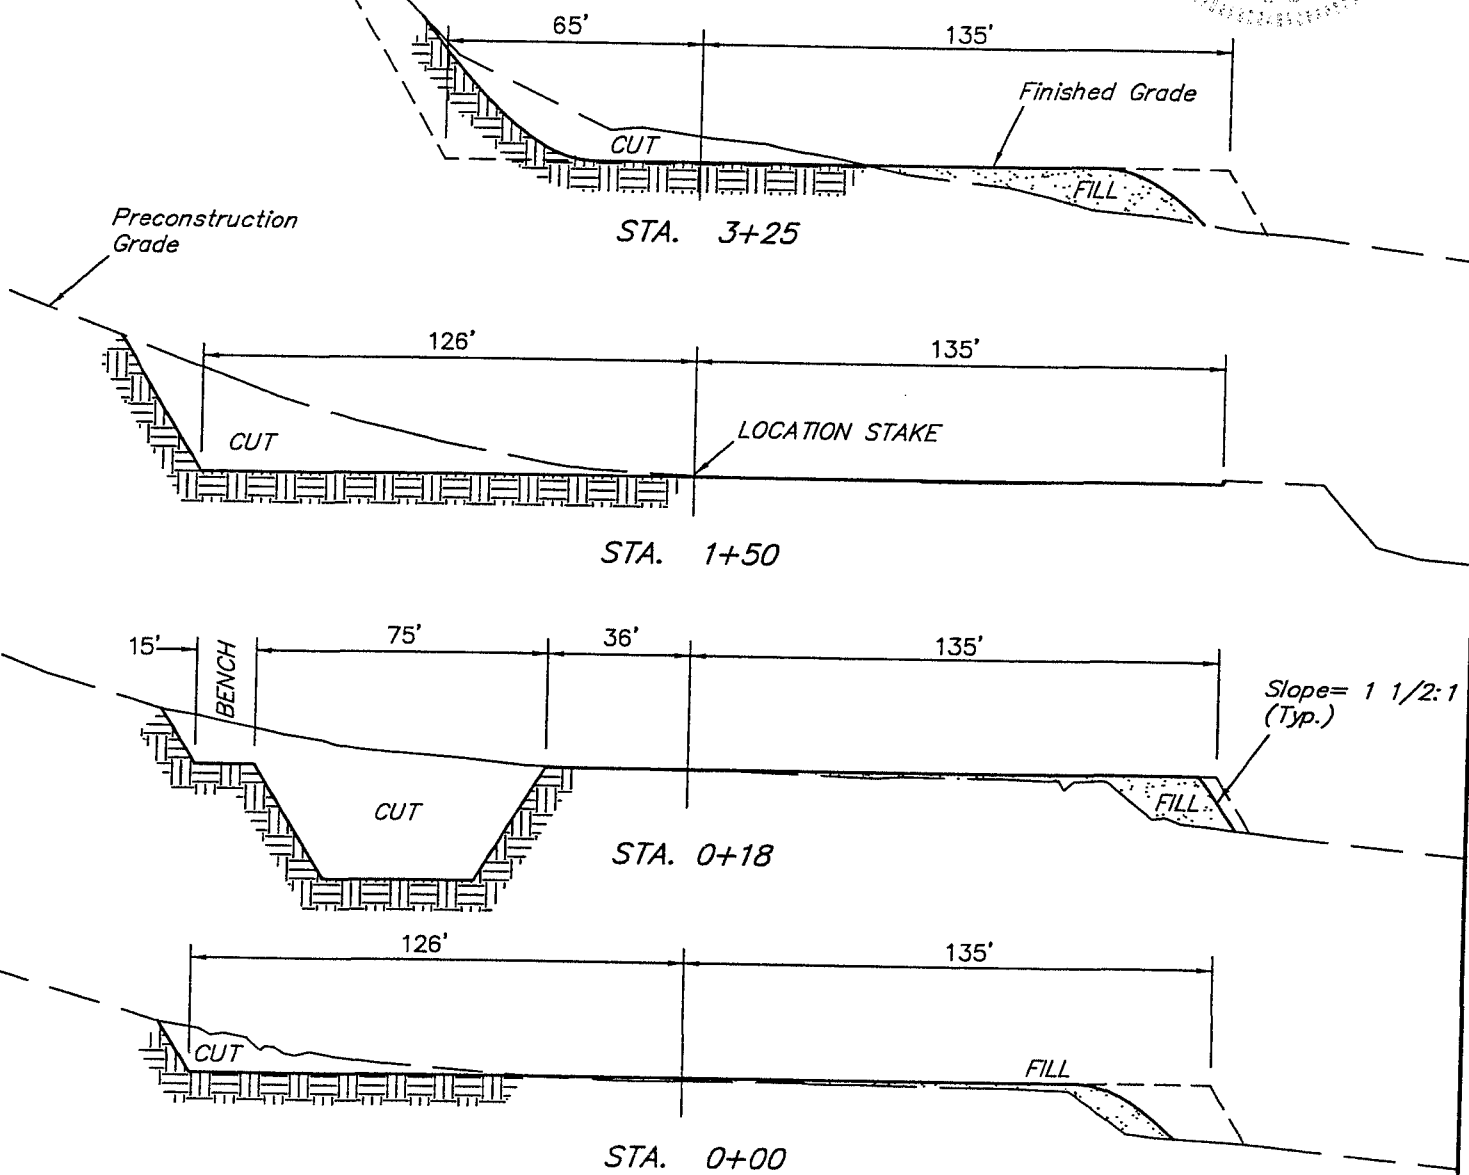 65'
135'
Finished Grade
CUT
FILL
STA. 3+25
Preconstruction
Grade
126'
135'
CUT
LOCATION STAKE
STA. 1+50
15'
BENCH
75'
36'
135'
Slope= 1 1/2:1
(Typ.)
CUT
FILL
STA. 0+18
126'
135'
CUT
FILL
STA. 0+00